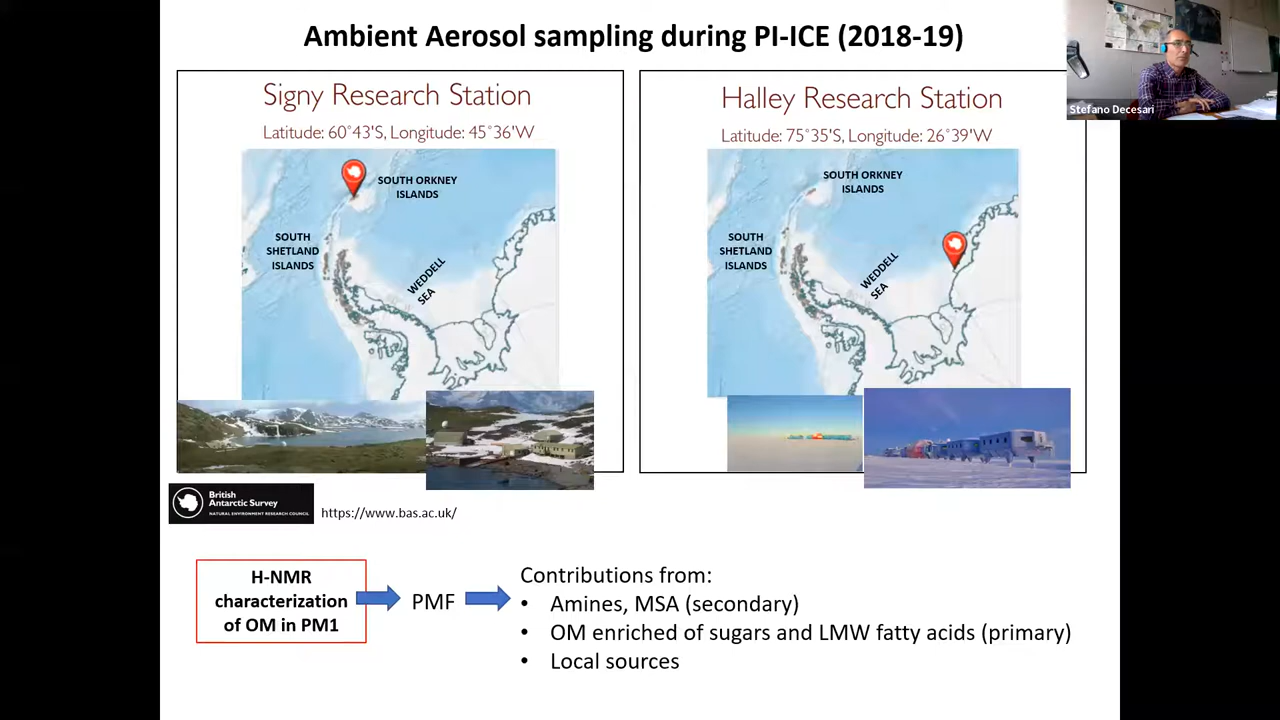 Ambient Aerosol sampling during PI-ICE (2018-19)
Stefano Decesari
Signy Research Station
Latitude: 60°43'S, Longitude: 45°36'W
SOUTH ORKNEY
ISLANDS
SOUTH
SHETLAND
ISLANDS
WEDDELL
SEA
Halley Research Station
Latitude: 75°35'S, Longitude: 26°39'W
SOUTH ORKNEY
ISLANDS
SOUTH
SHETLAND
ISLANDS
WEDDELL
SEA
British
Antarctic Survey
NATURAL ENVIRONMENT RESEARCH COUNCIL
https://www.bas.ac.uk/
H-NMR
characterization
of OM in PM1
PMF
Contributions from:
• Amines, MSA (secondary)
• OM enriched of sugars and LMW fatty acids (primary)
• Local sources